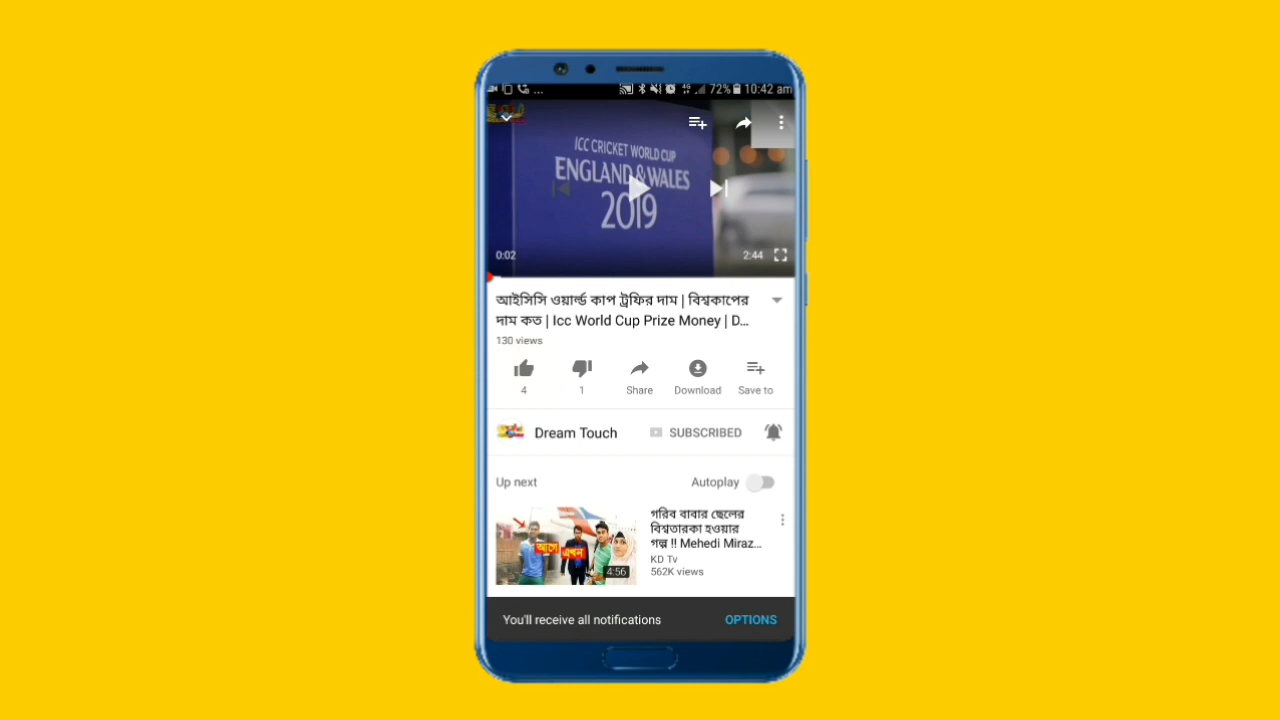 ... 4G 72% 10:42 am
ICC CRICKET WORLD CUP
ENGLAND & WALES
2019
0:02 2:44
আইসিসি ওয়ার্ল্ড কাপ ট্রফির দাম | বিশ্বকাপের
দাম কত | Icc World Cup Prize Money | D...
130 views
4 1 Share Download Save to
Dream Touch SUBSCRIBED
Up next Autoplay
গরিব বাবার ছেলের
বিশ্বতারকা হওয়ার
গল্প !! Mehedi Miraz...
KD Tv
562K views
আগে এখন
4:56
You'll receive all notifications OPTIONS